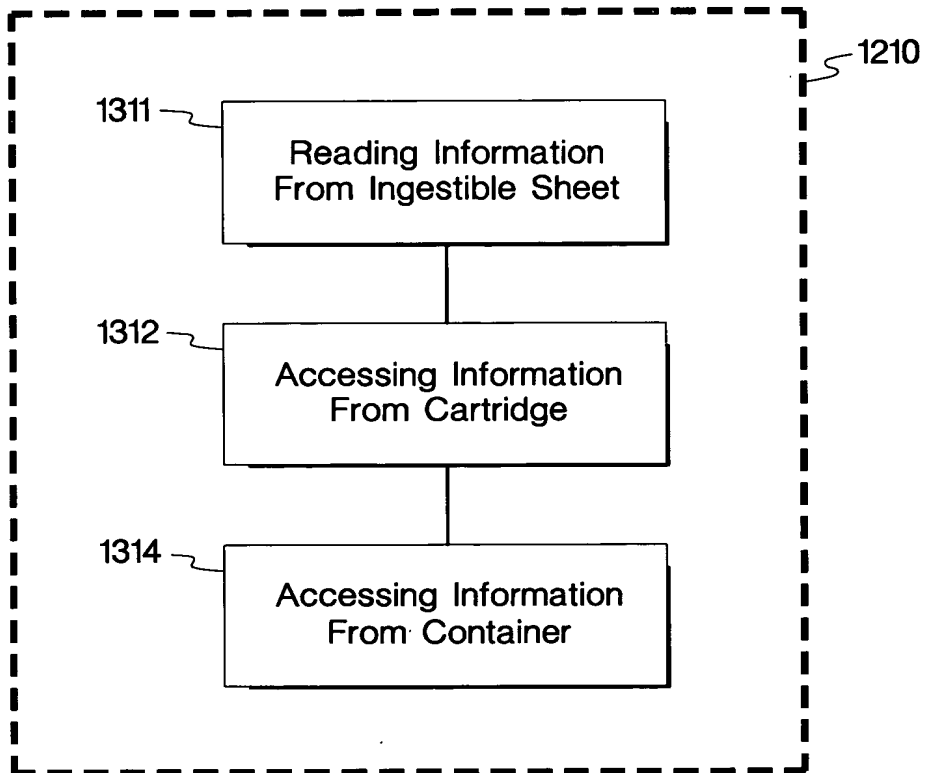 1210
1311
Reading Information
From Ingestible Sheet
1312
Accessing Information
From Cartridge
1314
Accessing Information
From Container